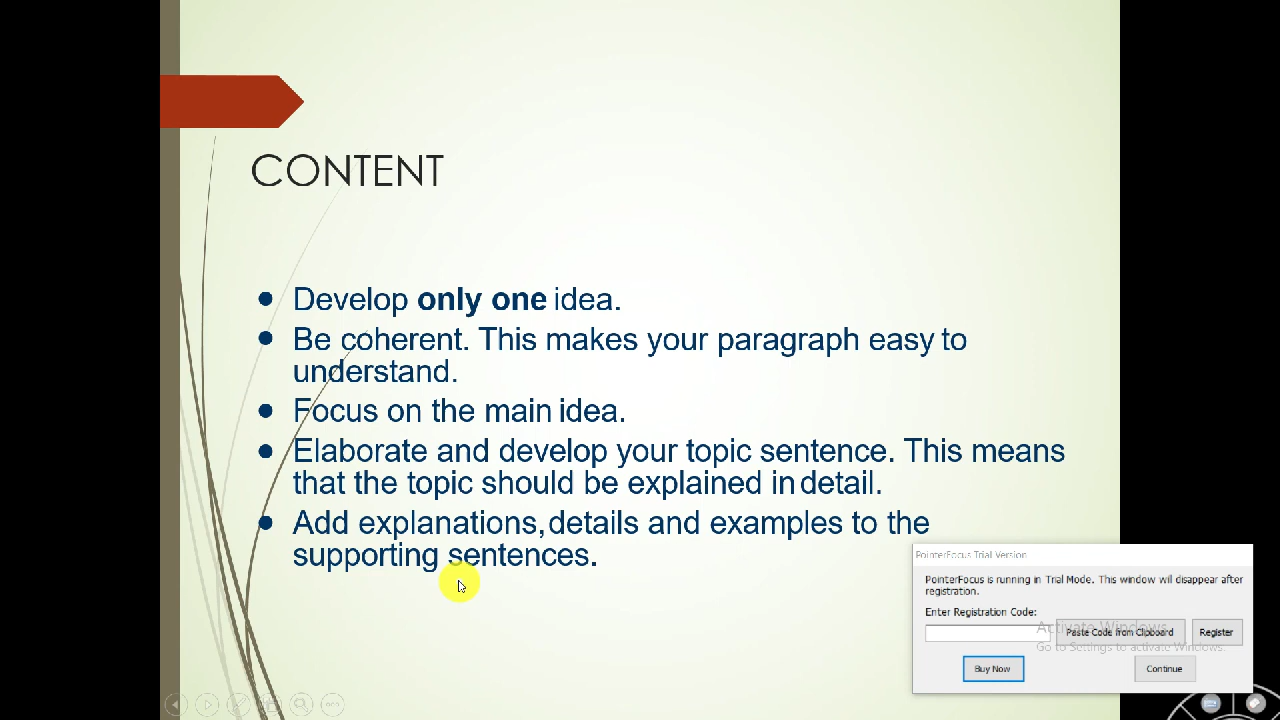 CONTENT
Develop only one idea.
Be coherent. This makes your paragraph easy to
understand.
Focus on the main idea.
Elaborate and develop your topic sentence. This means
that the topic should be explained in detail.
Add explanations, details and examples to the
supporting sentences.
PointerFocus Trial Version
PointerFocus is running in Trial Mode. This window will disappear after
registration.
Enter Registration Code:
Activate Windows
Paste Code from Clipboard
Register
Go to Settings to activate Windows.
Buy Now
Continue